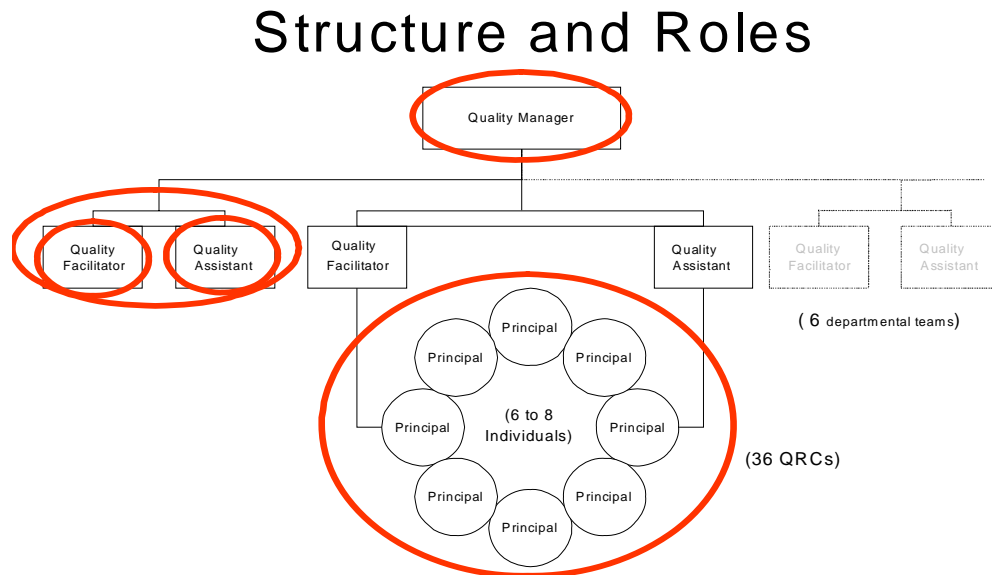 Structure and Roles
Quality Manager
Quality
Facilitator
Quality
Assistant
Quality
Facilitator
Quality
Assistant
Quality
Facilitator
Quality
Assistant
( 6 departmental teams)
Principal
Principal
Principal
Principal
(6 to 8
Individuals)
Principal
(36 QRCs)
Principal
Principal
Principal